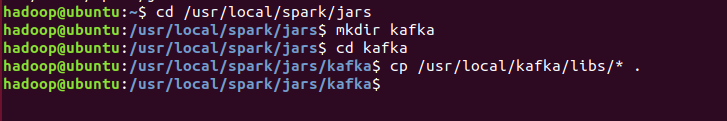 hadoop@ubuntu:~$ cd /usr/local/spark/jars
hadoop@ubuntu:/usr/local/spark/jars$ mkdir kafka
hadoop@ubuntu:/usr/local/spark/jars$ cd kafka
hadoop@ubuntu:/usr/local/spark/jars/kafka$ cp /usr/local/kafka/libs/* .
hadoop@ubuntu:/usr/local/spark/jars/kafka$